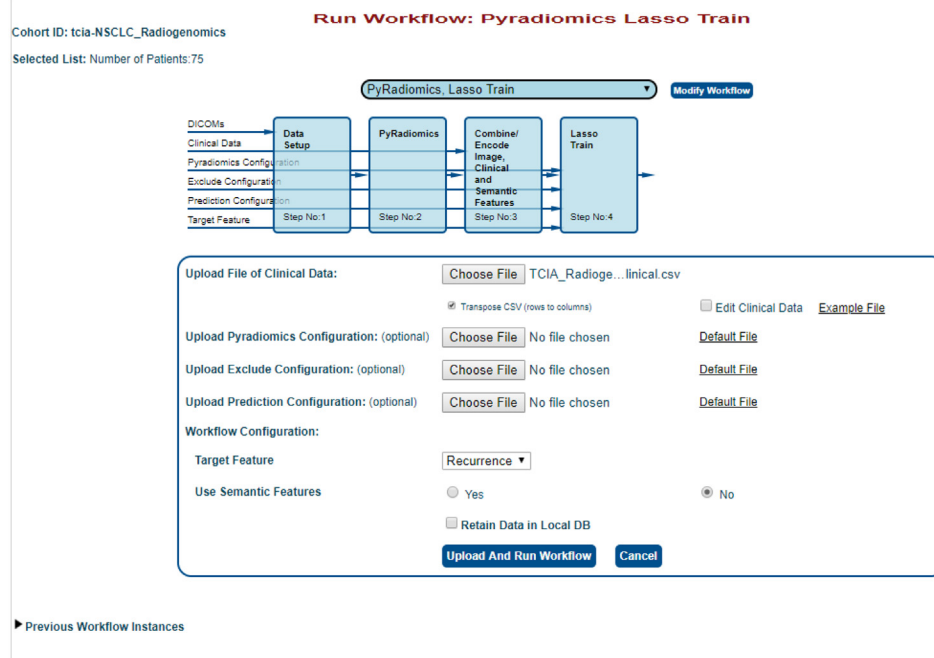 Run Workflow: Pyradiomics Lasso Train
Cohort ID: tcia-NSCLC_Radiogenomics
Selected List: Number of Patients:75
PyRadiomics, Lasso Train
Modify Workflow
DICOMs
Clinical Data
Pyradiomics Configuration
Exclude Configuration
Prediction Configuration
Target Feature
Data
Setup
Step No:1
PyRadiomics
Step No:2
Combine/
Encode
Image,
Clinical
and
Semantic
Features
Step No:3
Lasso
Train
Step No:4
Upload File of Clinical Data: Choose File TCIA_Radioge...linical.csv
Transpose CSV (rows to columns) Edit Clinical Data Example File
Upload Pyradiomics Configuration: (optional) Choose File No file chosen Default File
Upload Exclude Configuration: (optional) Choose File No file chosen Default File
Upload Prediction Configuration: (optional) Choose File No file chosen Default File
Workflow Configuration:
Target Feature Recurrence
Use Semantic Features Yes No
Retain Data in Local DB
Upload And Run Workflow Cancel
Previous Workflow Instances